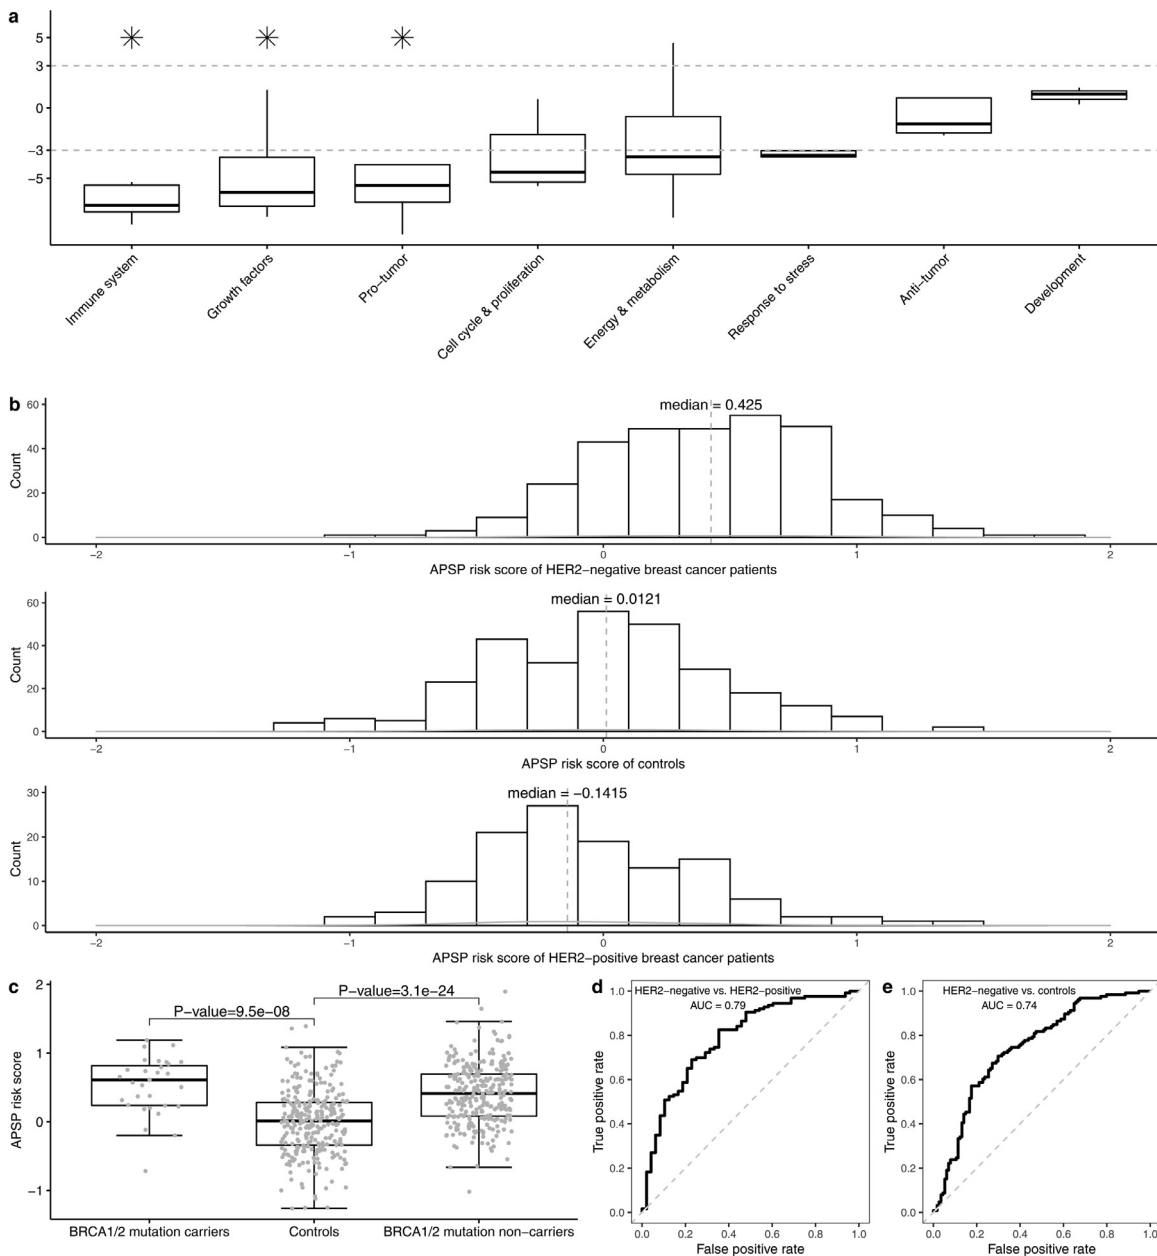 a
5
3
0
−3
−5
Immune system
Growth factors
Pro−tumor
Cell cycle & proliferation
Energy & metabolism
Response to stress
Anti−tumor
Development
b
median = 0.425
60
40
20
0
Count
−2 −1 0 1 2
APSP risk score of HER2−negative breast cancer patients
median = 0.0121
60
40
20
0
Count
−2 −1 0 1 2
APSP risk score of controls
median = −0.1415
30
20
10
0
Count
−2 −1 0 1 2
APSP risk score of HER2−positive breast cancer patients
c
2
1
0
−1
APSP risk score
P-value=9.5e−08
P-value=3.1e−24
BRCA1/2 mutation carriers Controls BRCA1/2 mutation non−carriers
d
HER2−negative vs. HER2−positive
AUC = 0.79
1.0
0.8
0.6
0.4
0.2
0.0
True positive rate
0.0 0.2 0.4 0.6 0.8 1.0
False positive rate
e
HER2−negative vs. controls
AUC = 0.74
1.0
0.8
0.6
0.4
0.2
0.0
True positive rate
0.0 0.2 0.4 0.6 0.8 1.0
False positive rate